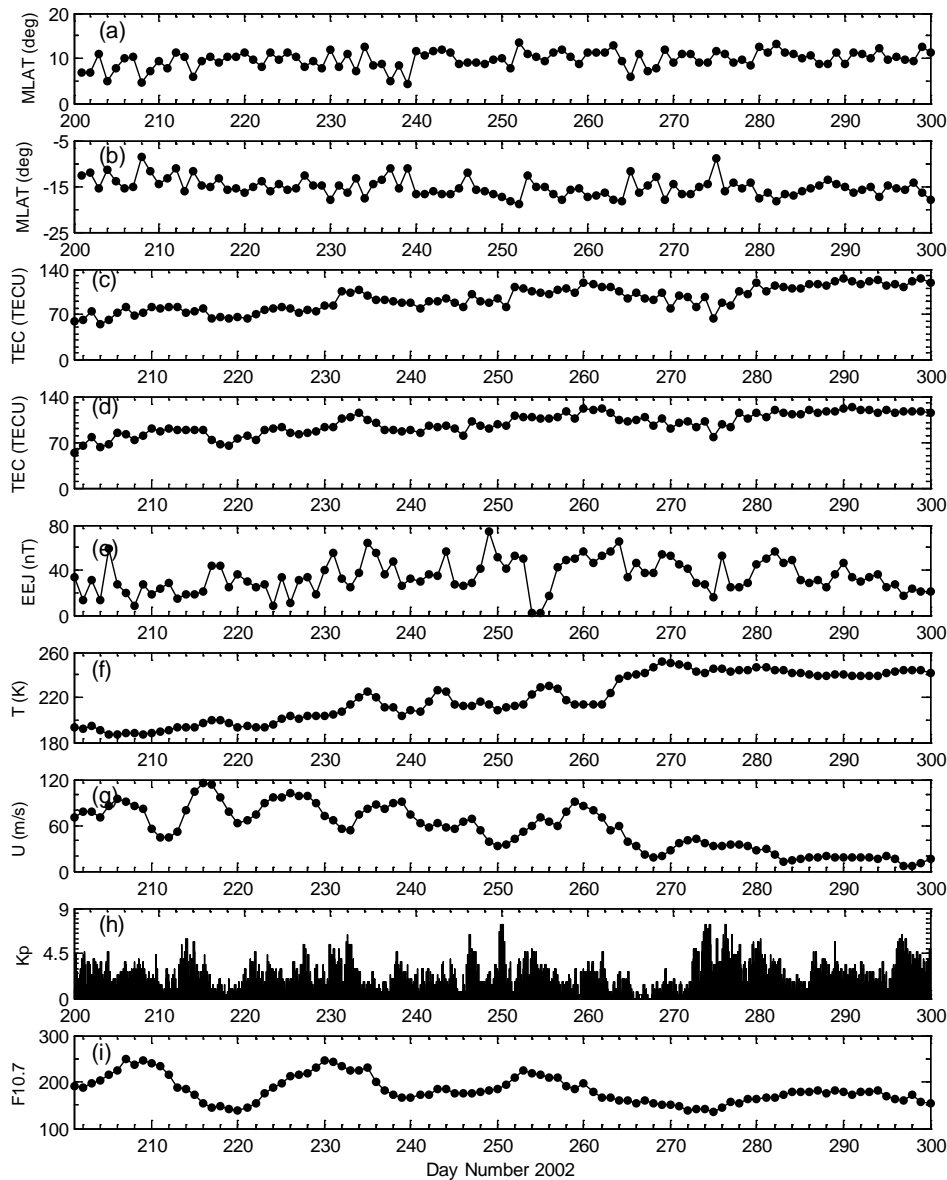 (a)
MLAT (deg)
20
10
0
200 210 220 230 240 250 260 270 280 290 300
(b)
MLAT (deg)
-5
-15
-25
200 210 220 230 240 250 260 270 280 290 300
(c)
TEC (TECU)
140
70
0
210 220 230 240 250 260 270 280 290 300
(d)
TEC (TECU)
140
70
0
210 220 230 240 250 260 270 280 290 300
(e)
EEJ (nT)
80
40
0
210 220 230 240 250 260 270 280 290 300
(f)
T (K)
260
220
180
210 220 230 240 250 260 270 280 290 300
(g)
U (m/s)
120
60
0
210 220 230 240 250 260 270 280 290 300
(h)
Kp
9
4.5
0
200 210 220 230 240 250 260 270 280 290 300
(i)
F10.7
300
200
100
210 220 230 240 250 260 270 280 290 300
Day Number 2002